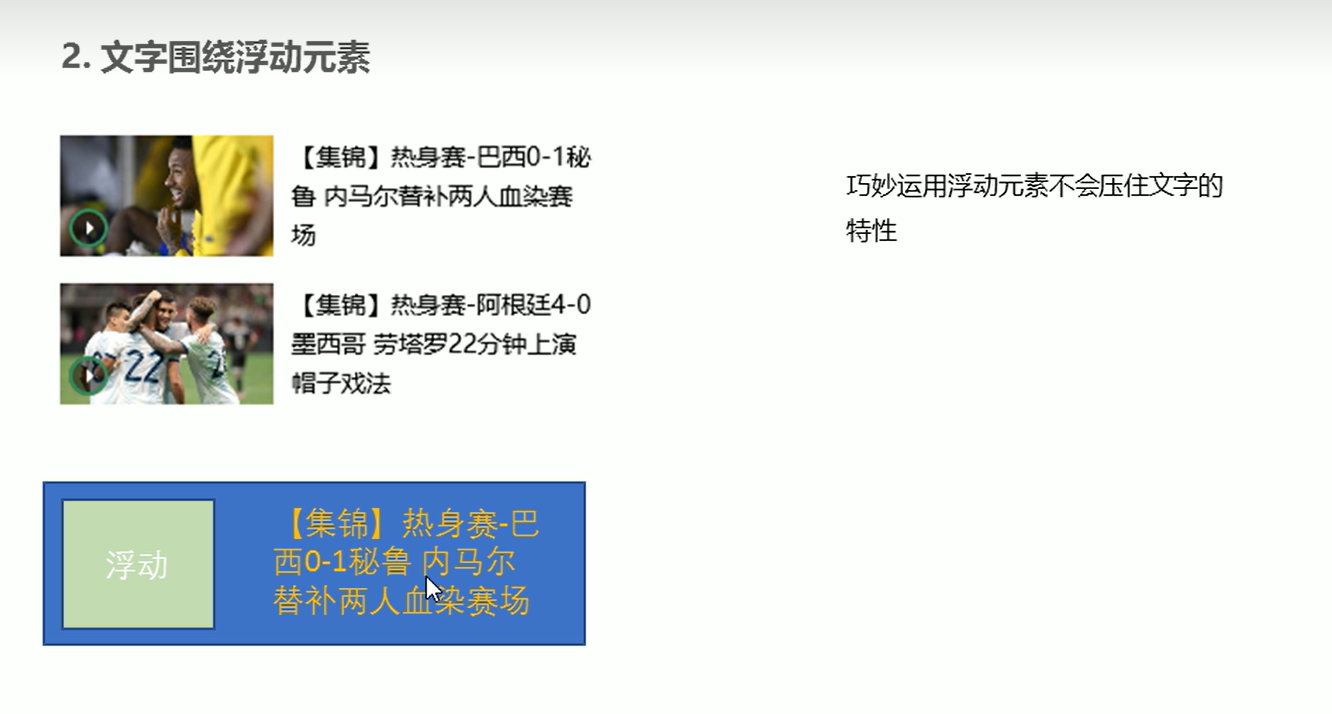 2. 文字围绕浮动元素
【集锦】热身赛-巴西0-1秘
鲁 内马尔替补两人血染赛
场
巧妙运用浮动元素不会压住文字的
特性
【集锦】热身赛-阿根廷4-0
墨西哥 劳塔罗22分钟上演
帽子戏法
22
浮动
【集锦】热身赛-巴
西0-1秘鲁 内马尔
替补两人血染赛场